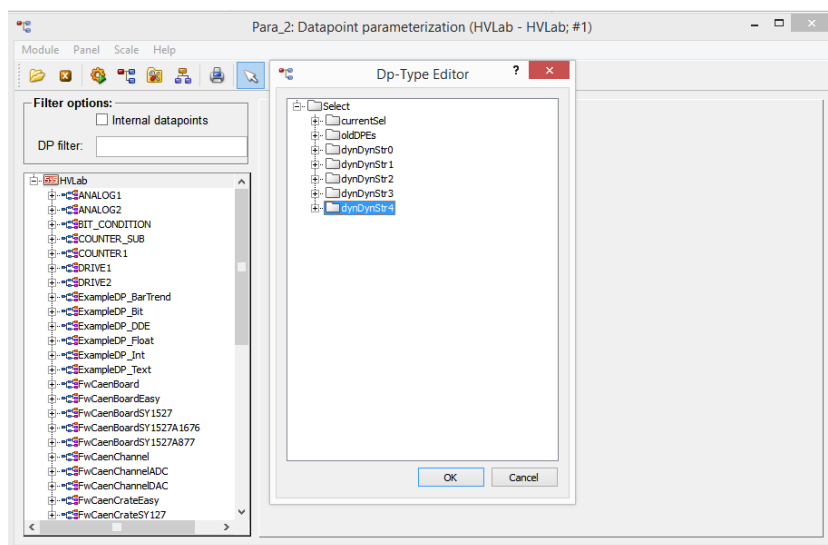 Para_2: Datapoint parameterization (HVLab - HVLab; #1)
Module Panel Scale Help
Filter options:
Internal datapoints
DP filter:
HVLab
ANALOG1
ANALOG2
BIT_CONDITION
COUNTER_SUB
COUNTER1
DRIVE1
DRIVE2
ExampleDP_BarTrend
ExampleDP_Bit
ExampleDP_DDE
ExampleDP_Float
ExampleDP_Int
ExampleDP_Text
FwCaenBoard
FwCaenBoardEasy
FwCaenBoardSY1527
FwCaenBoardSY1527A1676
FwCaenBoardSY1527A877
FwCaenChannel
FwCaenChannelADC
FwCaenChannelDAC
FwCaenCrateEasy
FwCaenCrateSY127
Dp-Type Editor ?
Select
currentSel
oldDPEs
dynDynStr0
dynDynStr1
dynDynStr2
dynDynStr3
dynDynStr4
OK Cancel